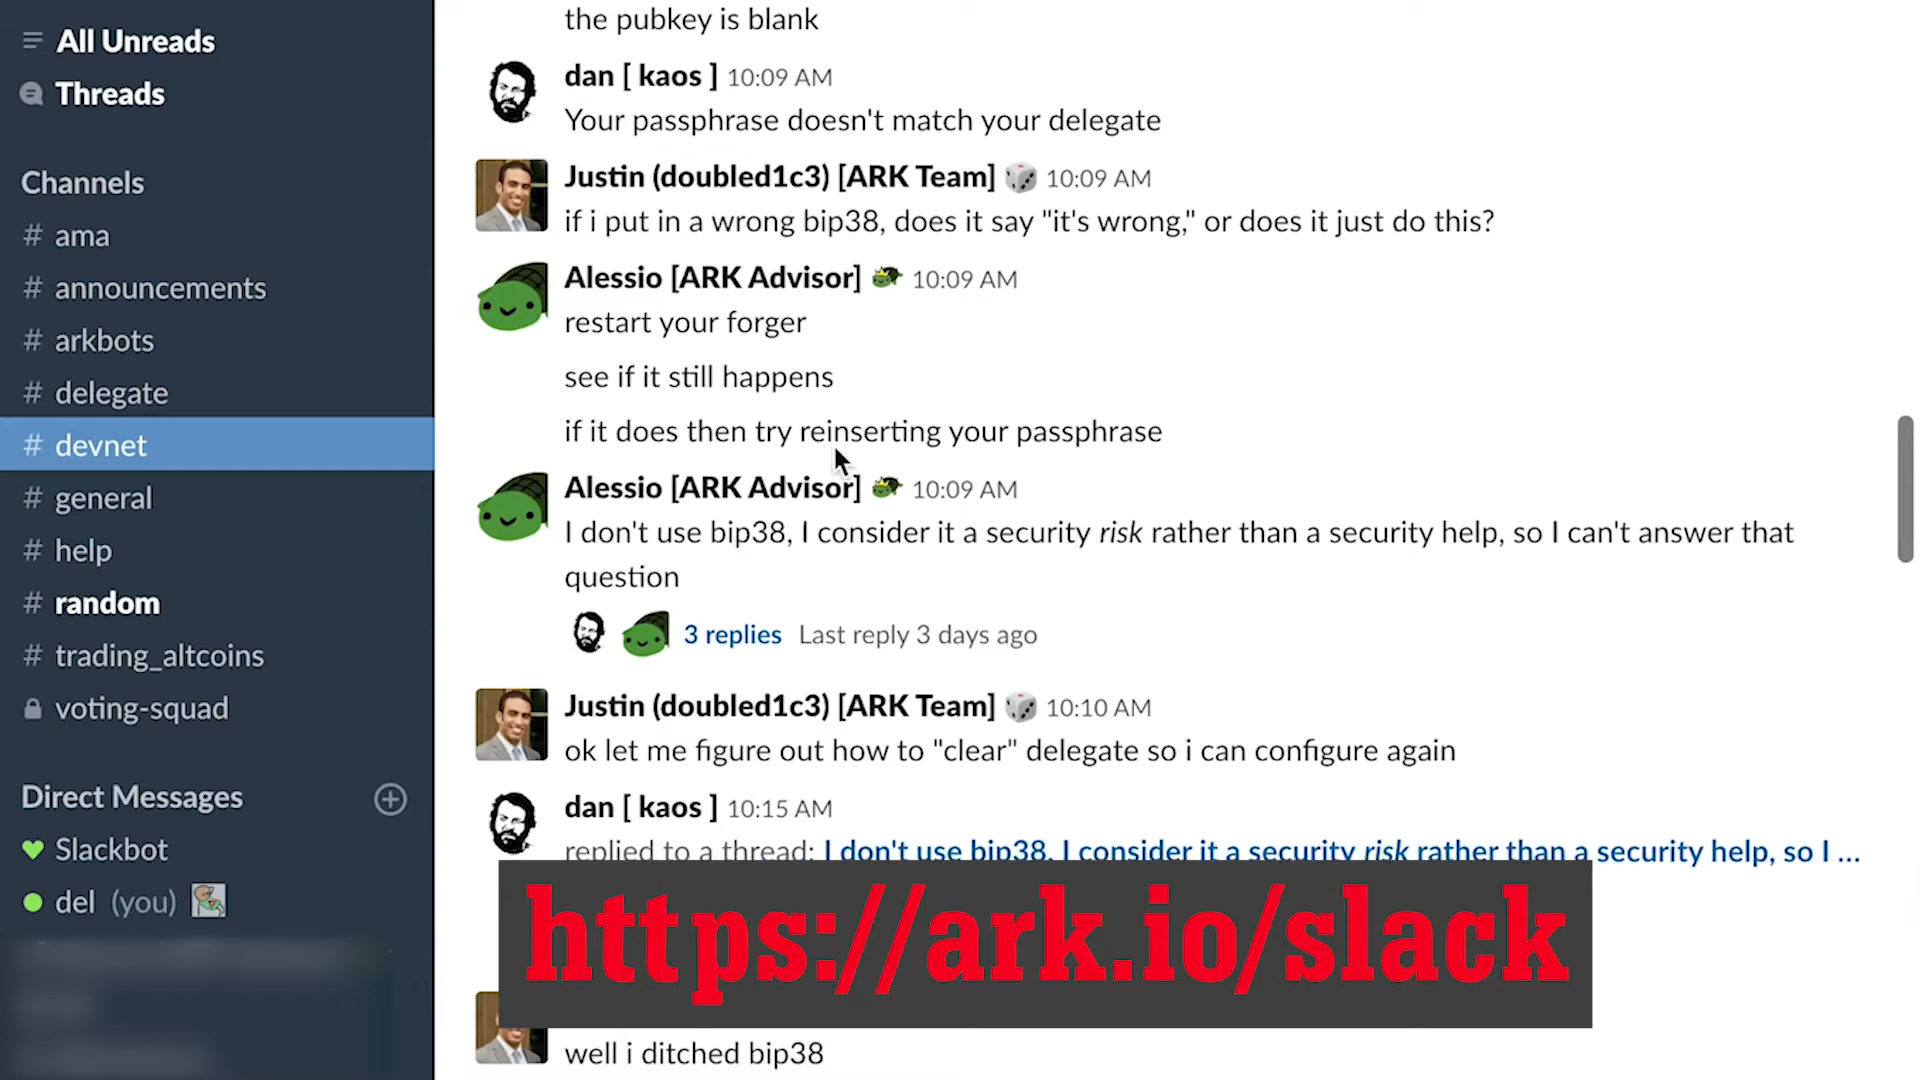 All Unreads
Threads
Channels
# ama
# announcements
# arkbots
# delegate
# devnet
# general
# help
# random
# trading_altcoins
voting-squad
Direct Messages
Slackbot
del (you)
the pubkey is blank
dan [ kaos ] 10:09 AM
Your passphrase doesn't match your delegate
Justin (doubled1c3) [ARK Team] 10:09 AM
if i put in a wrong bip38, does it say "it's wrong," or does it just do this?
Alessio [ARK Advisor] 10:09 AM
restart your forger
see if it still happens
if it does then try reinserting your passphrase
Alessio [ARK Advisor] 10:09 AM
I don't use bip38, I consider it a security risk rather than a security help, so I can't answer that
question
3 replies Last reply 3 days ago
Justin (doubled1c3) [ARK Team] 10:10 AM
ok let me figure out how to "clear" delegate so i can configure again
dan [ kaos ] 10:15 AM
replied to a thread: I don't use bip38, I consider it a security risk rather than a security help, so I ...
https://ark.io/slack
well i ditched bip38